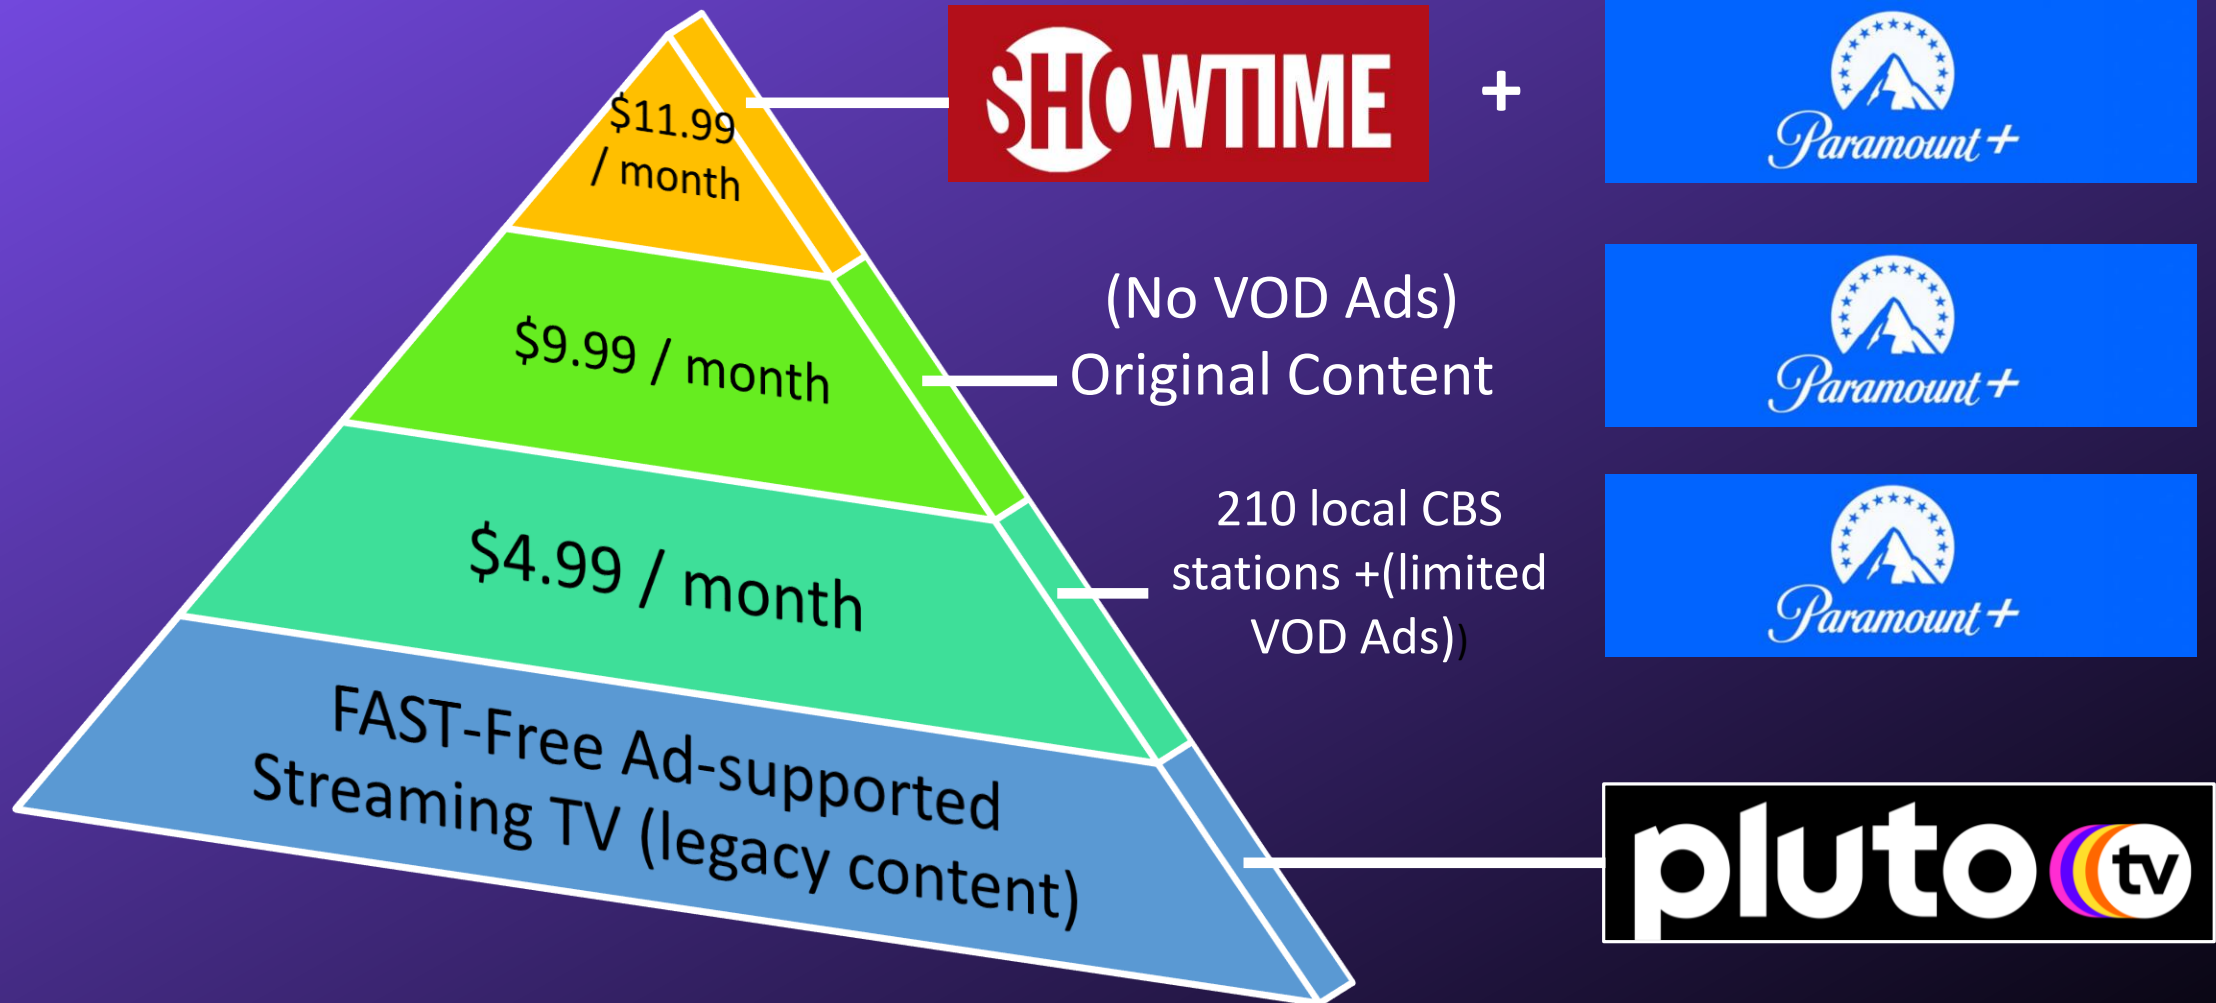 $11.99
/ month
SHOWTIME
+
Paramount+
$9.99 / month
(No VOD Ads)
Original Content
Paramount+
$4.99 / month
210 local CBS
stations +(limited
VOD Ads))
Paramount+
FAST-Free Ad-supported
Streaming TV (legacy content)
pluto tv